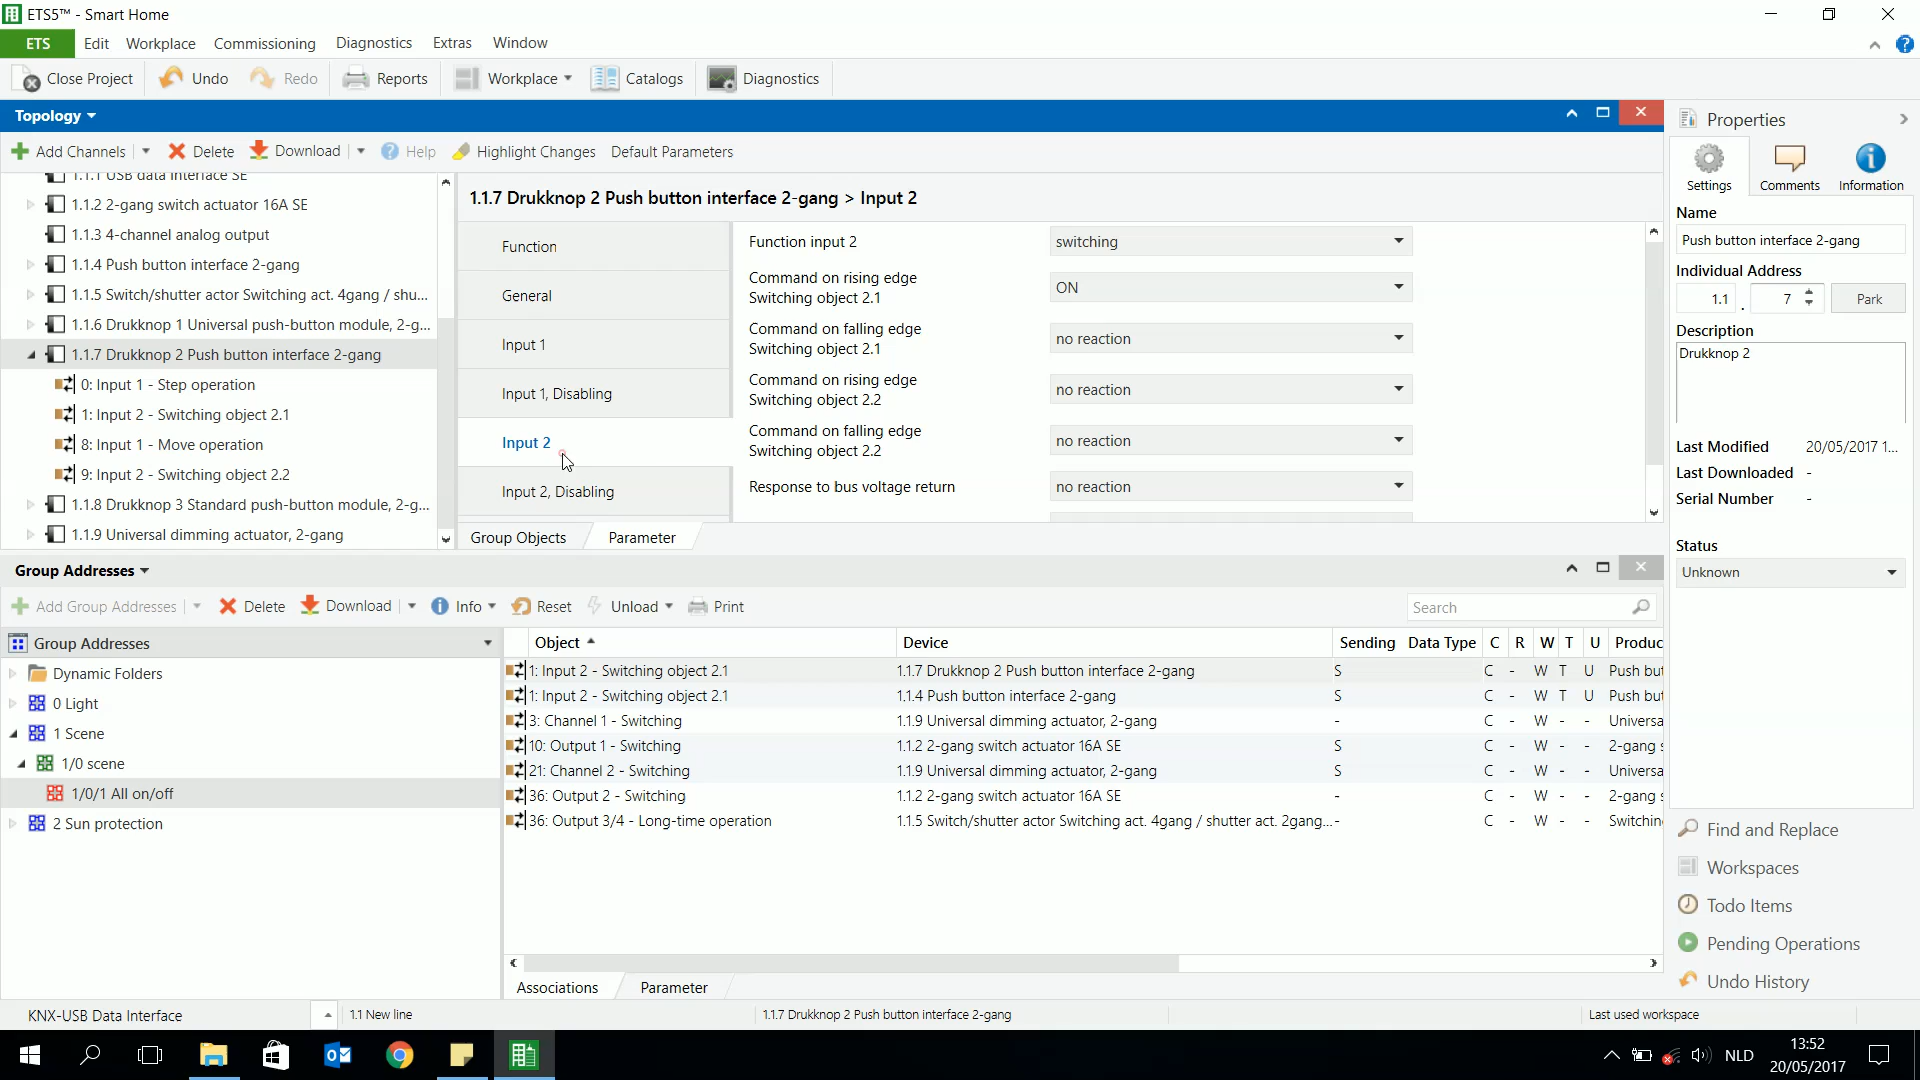 ETS5™ - Smart Home
ETS Edit Workplace Commissioning Diagnostics Extras Window
Close Project Undo Redo Reports Workplace Catalogs Diagnostics
Topology
Add Channels Delete Download Help Highlight Changes Default Parameters
1.1.1 USB data interface SE
1.1.2 2-gang switch actuator 16A SE
1.1.3 4-channel analog output
1.1.4 Push button interface 2-gang
1.1.5 Switch/shutter actor Switching act. 4gang / shu...
1.1.6 Drukknop 1 Universal push-button module, 2-g...
1.1.7 Drukknop 2 Push button interface 2-gang
0: Input 1 - Step operation
1: Input 2 - Switching object 2.1
8: Input 1 - Move operation
9: Input 2 - Switching object 2.2
1.1.8 Drukknop 3 Standard push-button module, 2-g...
1.1.9 Universal dimming actuator, 2-gang
1.1.7 Drukknop 2 Push button interface 2-gang > Input 2
Function
General
Input 1
Input 1, Disabling
Input 2
Input 2, Disabling
Function input 2 switching
Command on rising edge
Switching object 2.1 ON
Command on falling edge
Switching object 2.1 no reaction
Command on rising edge
Switching object 2.2 no reaction
Command on falling edge
Switching object 2.2 no reaction
Response to bus voltage return no reaction
Group Objects Parameter
Properties
Settings Comments Information
Name
Push button interface 2-gang
Individual Address
1.1 . 7 Park
Description
Drukknop 2
Last Modified 20/05/2017 1...
Last Downloaded -
Serial Number -
Status
Unknown
Find and Replace
Workspaces
Todo Items
Pending Operations
Undo History
Group Addresses
Add Group Addresses Delete Download Info Reset Unload Print Search
Group Addresses
Dynamic Folders
0 Light
1 Scene
1/0 scene
1/0/1 All on/off
2 Sun protection
Object Device Sending Data Type C R W T U Produc
1: Input 2 - Switching object 2.1 1.1.7 Drukknop 2 Push button interface 2-gang S C - W T U Push but
1: Input 2 - Switching object 2.1 1.1.4 Push button interface 2-gang S C - W T U Push but
3: Channel 1 - Switching 1.1.9 Universal dimming actuator, 2-gang - C - W - - Universa
10: Output 1 - Switching 1.1.2 2-gang switch actuator 16A SE S C - W - - 2-gang s
21: Channel 2 - Switching 1.1.9 Universal dimming actuator, 2-gang S C - W - - Universa
36: Output 2 - Switching 1.1.2 2-gang switch actuator 16A SE - C - W - - 2-gang s
36: Output 3/4 - Long-time operation 1.1.5 Switch/shutter actor Switching act. 4gang / shutter act. 2gang... - C - W - - Switchin
Associations Parameter
KNX-USB Data Interface 1.1 New line 1.1.7 Drukknop 2 Push button interface 2-gang Last used workspace
NLD
13:52
20/05/2017